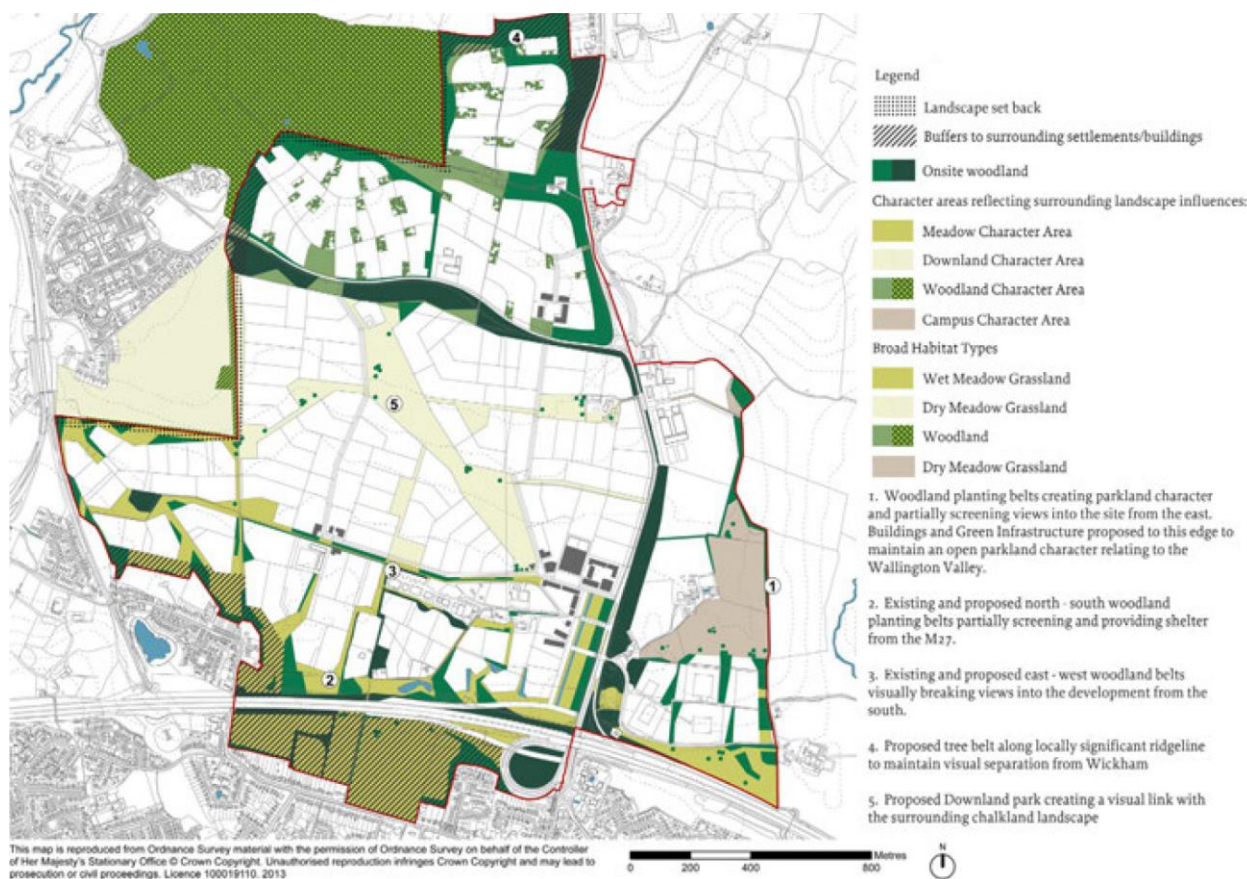 4
5
3
2
1
Legend
Landscape set back
Buffers to surrounding settlements/buildings
Onsite woodland
Character areas reflecting surrounding landscape influences:
Meadow Character Area
Downland Character Area
Woodland Character Area
Campus Character Area
Broad Habitat Types
Wet Meadow Grassland
Dry Meadow Grassland
Woodland
Dry Meadow Grassland
1. Woodland planting belts creating parkland character
and partially screening views into the site from the east.
Buildings and Green Infrastructure proposed to this edge to
maintain an open parkland character relating to the
Wallington Valley.
2. Existing and proposed north - south woodland
planting belts partially screening and providing shelter
from the M27.
3. Existing and proposed east - west woodland belts
visually breaking views into the development from the
south.
4. Proposed tree belt along locally significant ridgeline
to maintain visual separation from Wickham
5. Proposed Downland park creating a visual link with
the surrounding chalkland landscape
This map is reproduced from Ordnance Survey material with the permission of Ordnance Survey on behalf of the Controller
of Her Majesty's Stationary Office © Crown Copyright. Unauthorised reproduction infringes Crown Copyright and may lead to
prosecution or civil proceedings. Licence 100019110. 2013
Metres
0 200 400 800
N